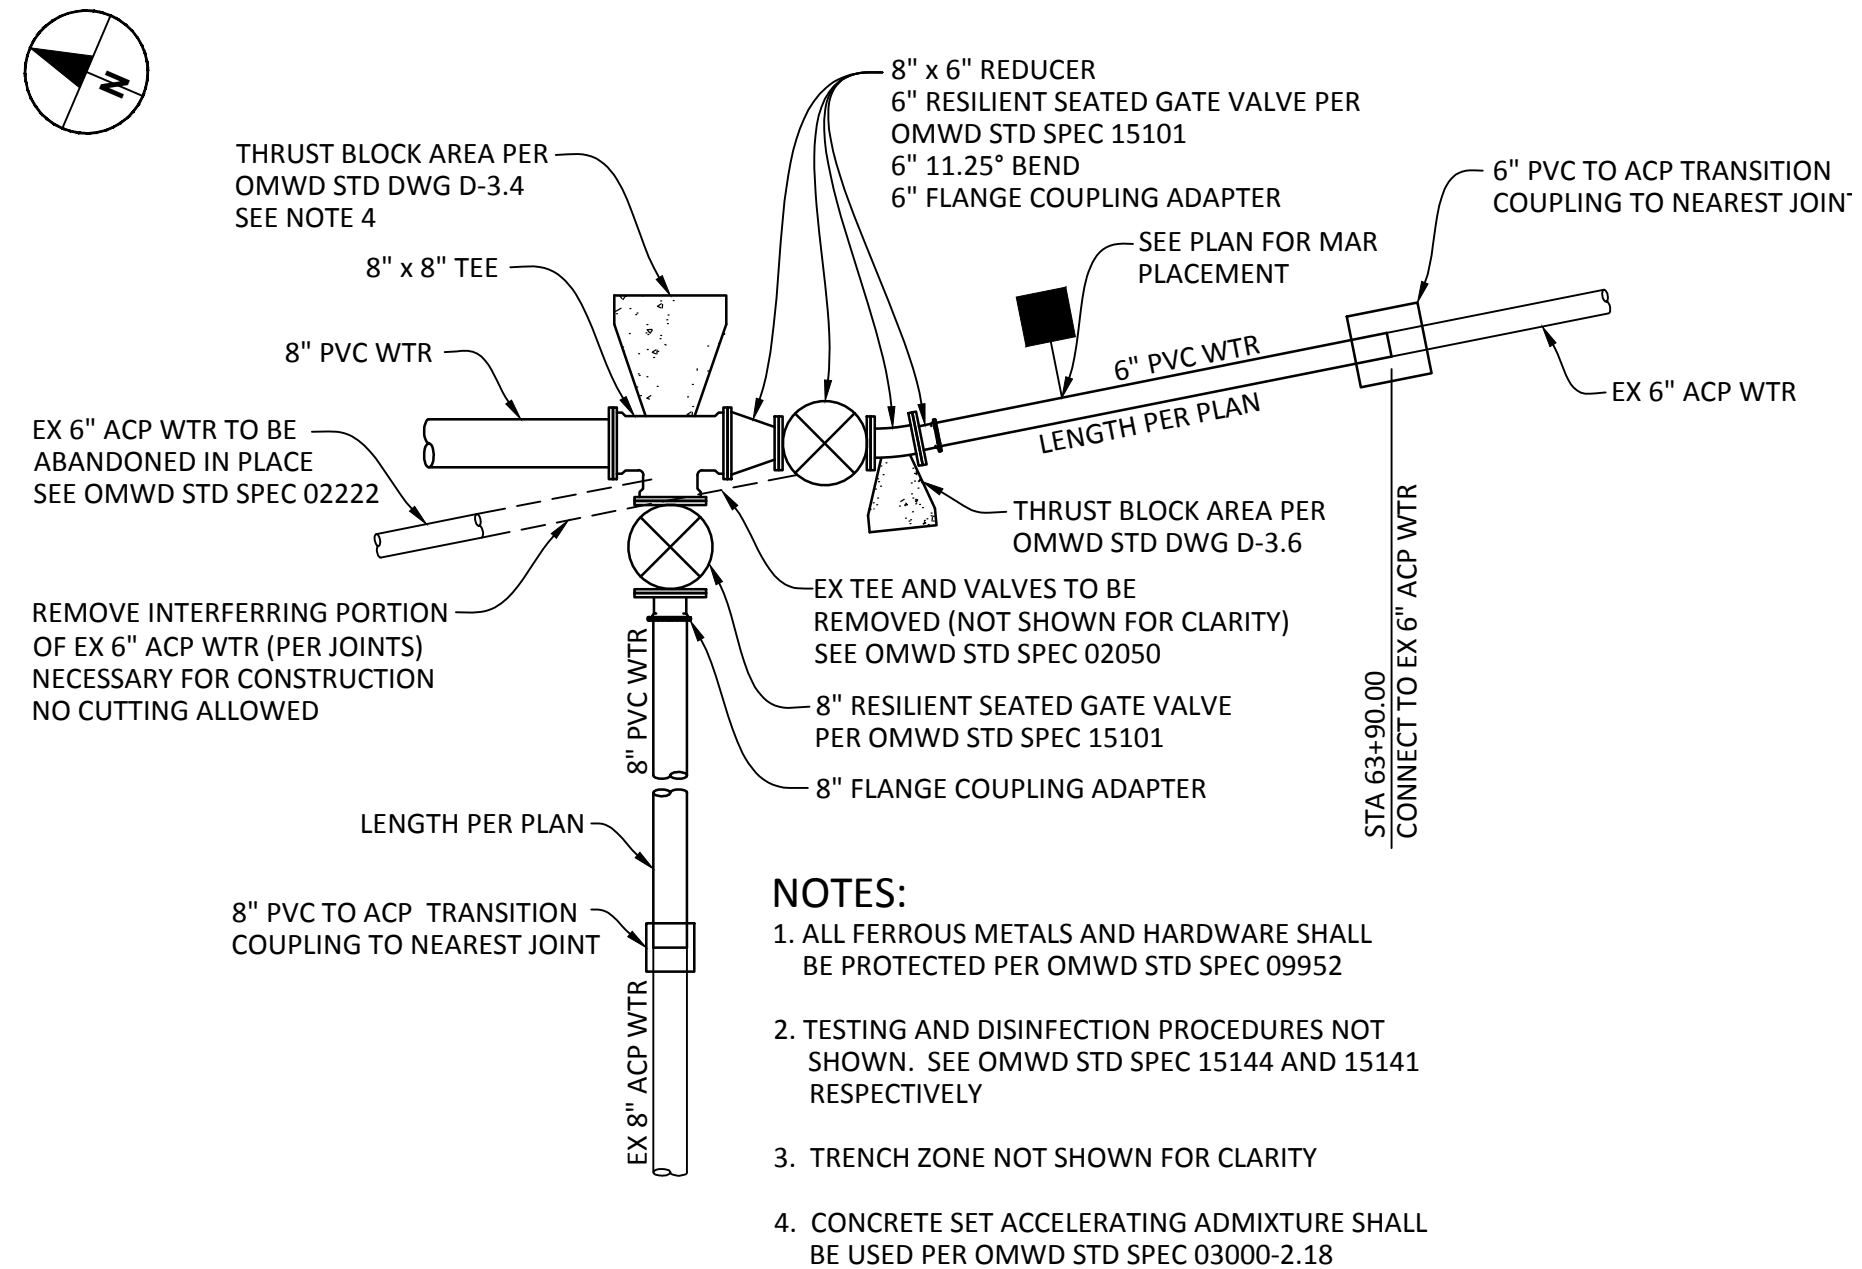 N
8" x 6" REDUCER
6" RESILIENT SEATED GATE VALVE PER
OMWD STD SPEC 15101
6" 11.25° BEND
6" FLANGE COUPLING ADAPTER
THRUST BLOCK AREA PER
OMWD STD DWG D-3.4
SEE NOTE 4
6" PVC TO ACP TRANSITION
COUPLING TO NEAREST JOINT
SEE PLAN FOR MAR
PLACEMENT
8" x 8" TEE
8" PVC WTR
6" PVC WTR
LENGTH PER PLAN
EX 6" ACP WTR
EX 6" ACP WTR TO BE
ABANDONED IN PLACE
SEE OMWD STD SPEC 02222
THRUST BLOCK AREA PER
OMWD STD DWG D-3.6
EX TEE AND VALVES TO BE
REMOVED (NOT SHOWN FOR CLARITY)
SEE OMWD STD SPEC 02050
REMOVE INTERFERRING PORTION
OF EX 6" ACP WTR (PER JOINTS)
NECESSARY FOR CONSTRUCTION
NO CUTTING ALLOWED
8" PVC WTR
8" RESILIENT SEATED GATE VALVE
PER OMWD STD SPEC 15101
8" FLANGE COUPLING ADAPTER
STA 63+90.00
CONNECT TO EX 6" ACP WTR
LENGTH PER PLAN
8" PVC TO ACP TRANSITION
COUPLING TO NEAREST JOINT
EX 8" ACP WTR
NOTES:
1. ALL FERROUS METALS AND HARDWARE SHALL
BE PROTECTED PER OMWD STD SPEC 09952
2. TESTING AND DISINFECTION PROCEDURES NOT
SHOWN. SEE OMWD STD SPEC 15144 AND 15141
RESPECTIVELY
3. TRENCH ZONE NOT SHOWN FOR CLARITY
4. CONCRETE SET ACCELERATING ADMIXTURE SHALL
BE USED PER OMWD STD SPEC 03000-2.18